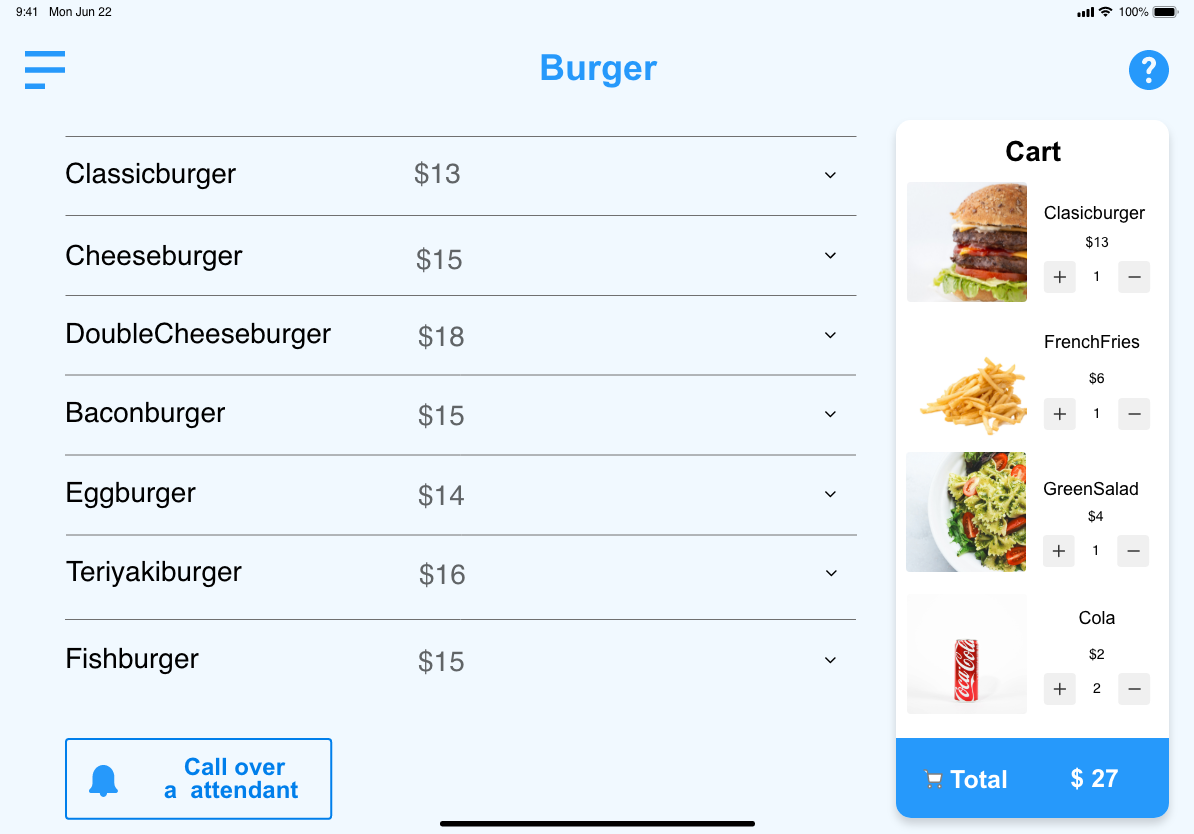 9:41 Mon Jun 22
100%
Burger
?
Classicburger $13
Cheeseburger $15
DoubleCheeseburger $18
Baconburger $15
Eggburger $14
Teriyakiburger $16
Fishburger $15
Call over
a attendant
Cart
Clasicburger
$13
+ 1 −
FrenchFries
$6
+ 1 −
GreenSalad
$4
+ 1 −
Coca-Cola
Cola
$2
+ 2 −
Total $ 27